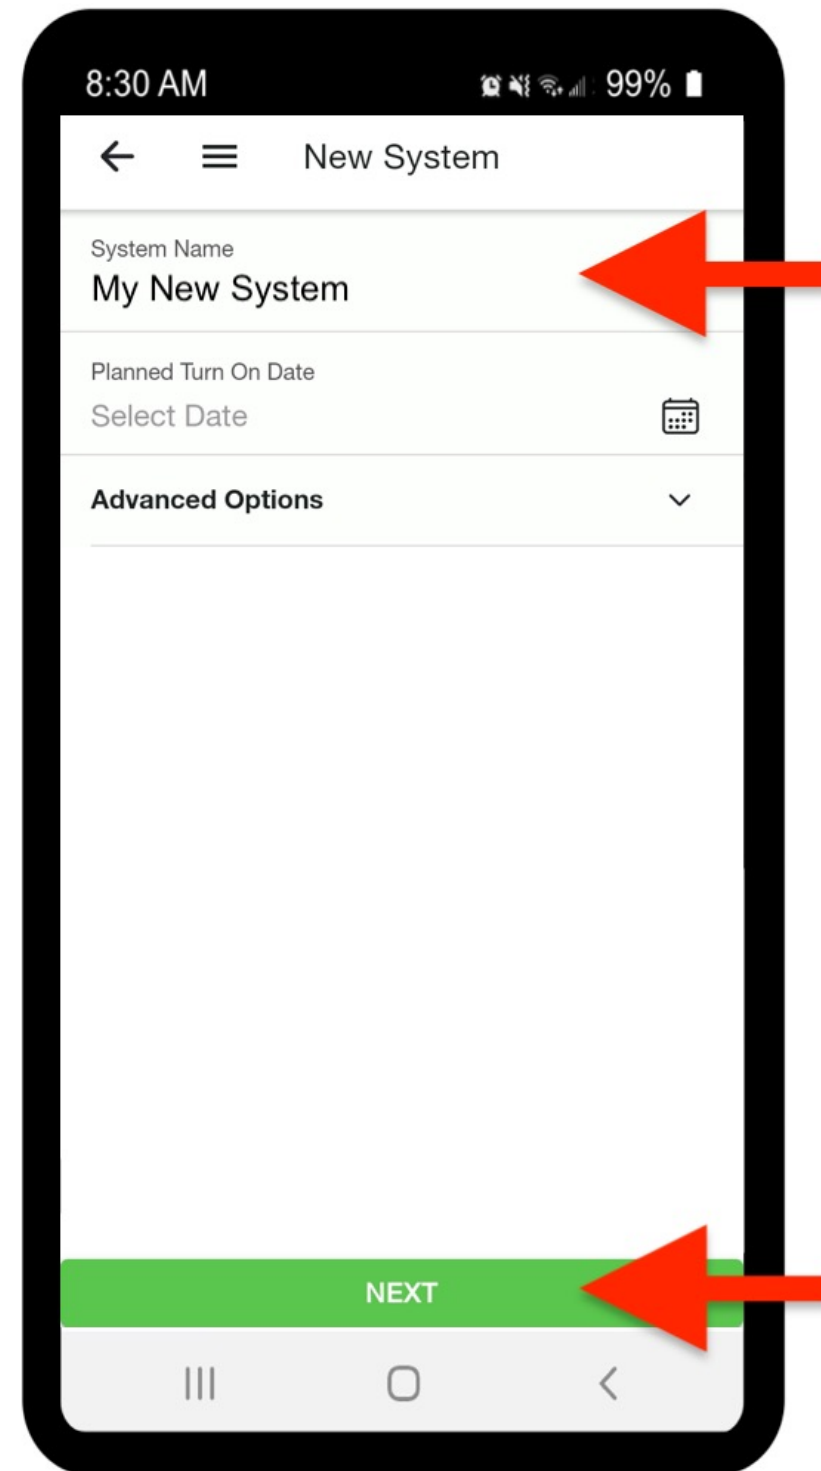 8:30 AM 99%
New System
System Name
My New System
Planned Turn On Date
Select Date
Advanced Options
NEXT